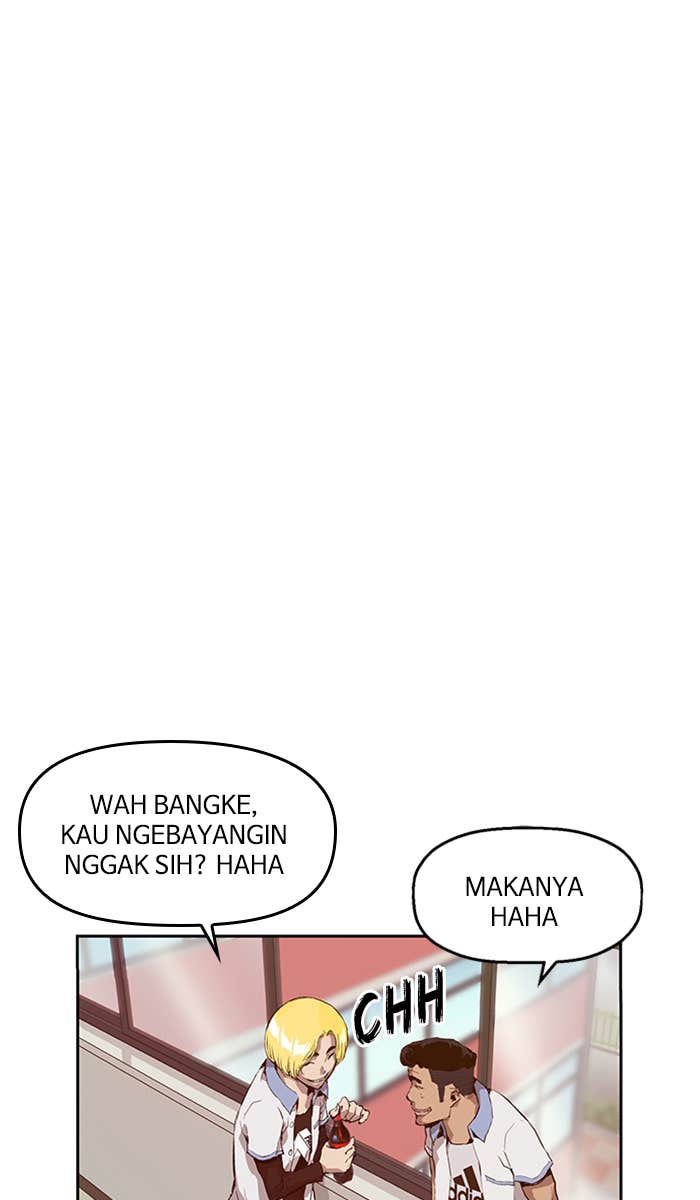 WAH BANGKE,
KAU NGEBAYANGIN
NGGAK SIH? HAHA
MAKANYA
HAHA
CHH